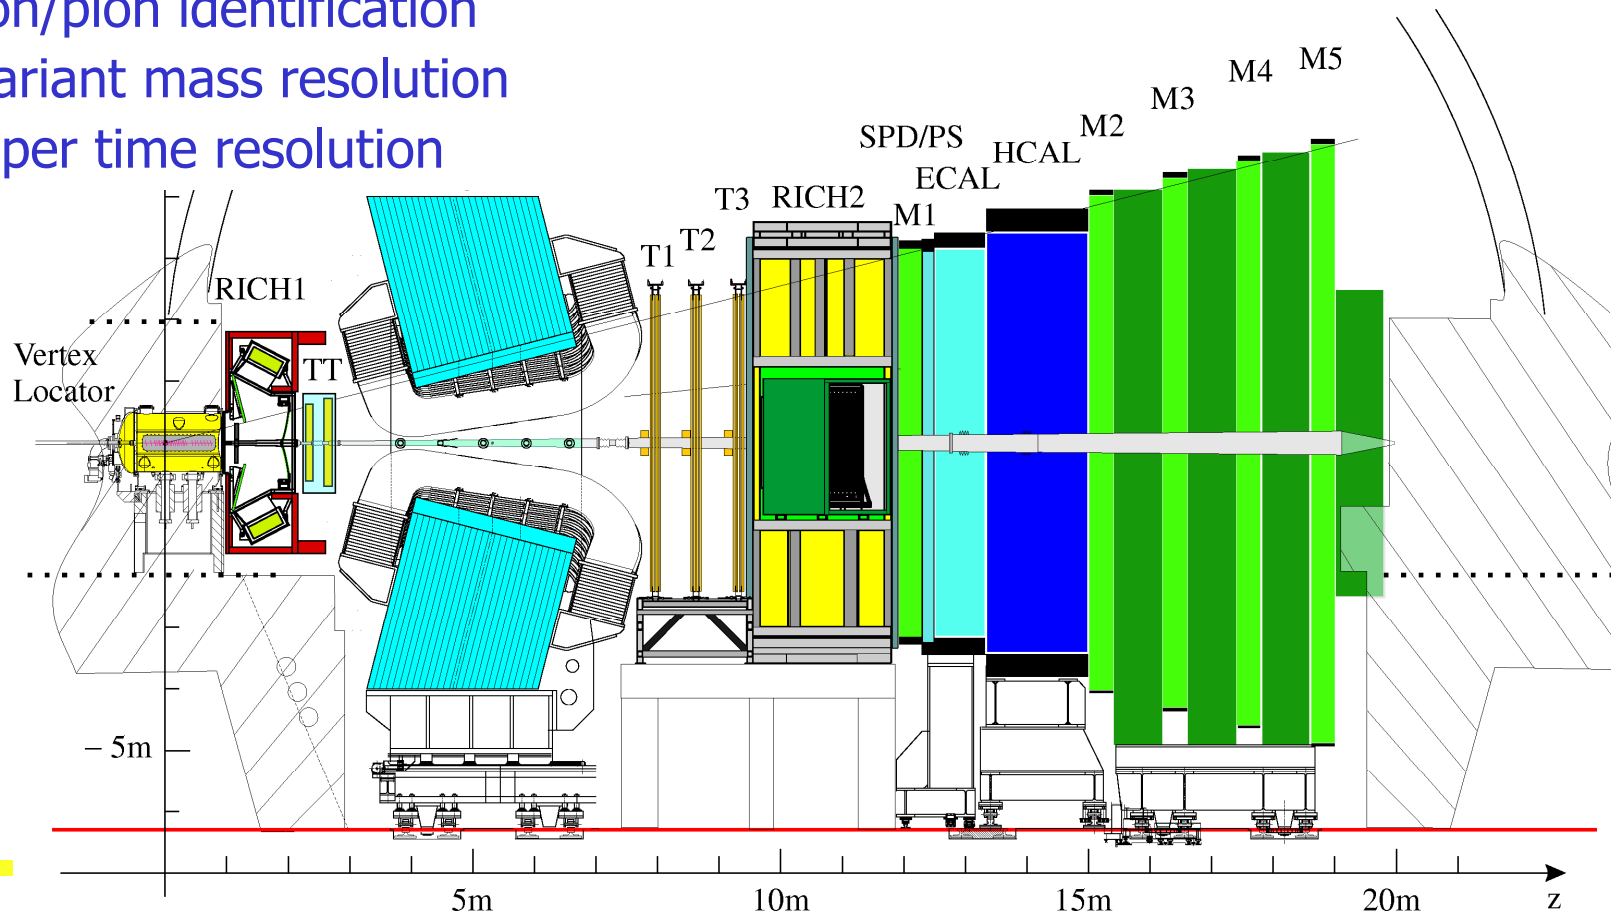 on/pion identification
variant mass resolution
per time resolution
M5
M4
M3
M2
SPD/PS
HCAL
ECAL
T3 RICH2
M1
T2
T1
RICH1
Vertex
Locator
TT
– 5m
5m 10m 15m 20m z